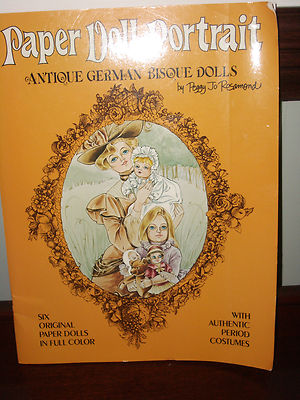 Paper Doll Portrait
ANTIQUE GERMAN BISQUE DOLLS
by Peggy Jo Rosamond
SIX
ORIGINAL
PAPER DOLLS
IN FULL COLOR
WITH
AUTHENTIC
PERIOD
COSTUMES